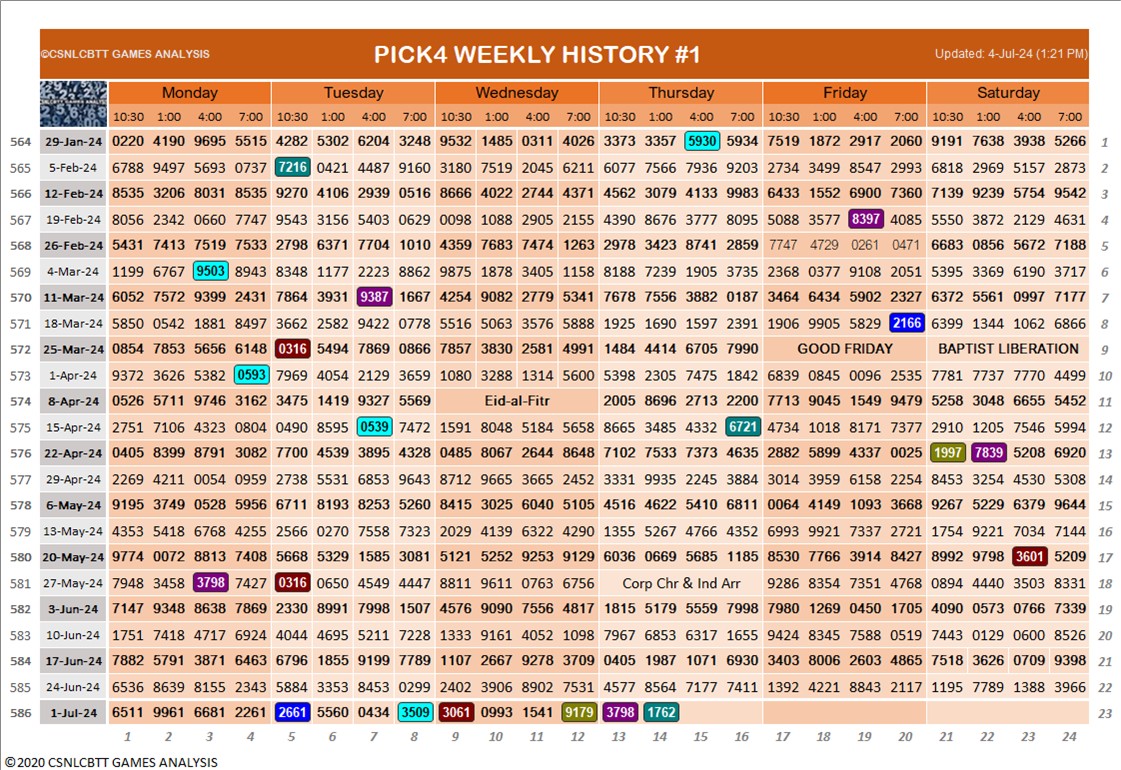 ©CSNLCBTT GAMES ANALYSIS PICK4 WEEKLY HISTORY #1 Updated: 4-Jul-24 (1:21 PM)
Monday Tuesday Wednesday Thursday Friday Saturday
10:30 1:00 4:00 7:00 10:30 1:00 4:00 7:00 10:30 1:00 4:00 7:00 10:30 1:00 4:00 7:00 10:30 1:00 4:00 7:00 10:30 1:00 4:00 7:00
564 29-Jan-24 0220 4190 9695 5515 4282 5302 6204 3248 9532 1485 0311 4026 3373 3357 5930 5934 7519 1872 2917 2060 9191 7638 3938 5266 1
565 5-Feb-24 6788 9497 5693 0737 7216 0421 4487 9160 3180 7519 2045 6211 6077 7566 7936 9203 2734 3499 8547 2993 6818 2969 5157 2873 2
566 12-Feb-24 8535 3206 8031 8535 9270 4106 2939 0516 8666 4022 2744 4371 4562 3079 4133 9983 6433 1552 6900 7360 7139 9239 5754 9542 3
567 19-Feb-24 8056 2342 0660 7747 9543 3156 5403 0629 0098 1088 2905 2155 4390 8676 3777 8095 5088 3577 8397 4085 5550 3872 2129 4631 4
568 26-Feb-24 5431 7413 7519 7533 2798 6371 7704 1010 4359 7683 7474 1263 2978 3423 8741 2859 7747 4729 0261 0471 6683 0856 5672 7188 5
569 4-Mar-24 1199 6767 9503 8943 8348 1177 2223 8862 9875 1878 3405 1158 8188 7239 1905 3735 2368 0377 9108 2051 5395 3369 6190 3717 6
570 11-Mar-24 6052 7572 9399 2431 7864 3931 9387 1667 4254 9082 2779 5341 7678 7556 3882 0187 3464 6434 5902 2327 6372 5561 0997 7177 7
571 18-Mar-24 5850 0542 1881 8497 3662 2582 9422 0778 5516 5063 3576 5888 1925 1690 1597 2391 1906 9905 5829 2166 6399 1344 1062 6866 8
572 25-Mar-24 0854 7853 5656 6148 0316 5494 7869 0866 7857 3830 2581 4991 1484 4414 6705 7990 GOOD FRIDAY BAPTIST LIBERATION 9
573 1-Apr-24 9372 3626 5382 0593 7969 4054 2129 3659 1080 3288 1314 5600 5398 2305 7475 1842 6839 0845 0096 2535 7781 7737 7770 4499 10
574 8-Apr-24 0526 5711 9746 3162 3475 1419 9327 5569 Eid-al-Fitr 2005 8696 2713 2200 7713 9045 1549 9479 5258 3048 6655 5452 11
575 15-Apr-24 2751 7106 4323 0804 0490 8595 0539 7472 1591 8048 5184 5658 8665 3485 4332 6721 4734 1018 8171 7377 2910 1205 7546 5994 12
576 22-Apr-24 0405 8399 8791 3082 7700 4539 3895 4328 0485 8067 2644 8648 7102 7533 7373 4635 2882 5899 4337 0025 1997 7839 5208 6920 13
577 29-Apr-24 2269 4211 0054 0959 2738 5531 6853 9643 8712 9665 3665 2452 3331 9935 2245 3884 3014 3959 6158 2254 8453 3254 4530 5308 14
578 6-May-24 9195 3749 0528 5956 6711 8193 8253 5260 8415 3025 6040 5105 4516 4622 5410 6811 0064 4149 1093 3668 9267 5229 6379 9644 15
579 13-May-24 4353 5418 6768 4255 2566 0270 7558 7323 2029 4139 6322 4290 1355 5267 4766 4352 6993 9921 7337 2721 1754 9221 7034 7144 16
580 20-May-24 9774 0072 8813 7408 5668 5329 1585 3081 5121 5252 9253 9129 6036 0669 5685 1185 8530 7766 3914 8427 8992 9798 3601 5209 17
581 27-May-24 7948 3458 3798 7427 0316 0650 4549 4447 8811 9611 0763 6756 Corp Chr & Ind Arr 9286 8354 7351 4768 0894 4440 3503 8331 18
582 3-Jun-24 7147 9348 8638 7869 2330 8991 7998 1507 4576 9090 7556 4817 1815 5179 5559 7998 7980 1269 0450 1705 4090 0573 0766 7339 19
583 10-Jun-24 1751 7418 4717 6924 4044 4695 5211 7228 1333 9161 4052 1098 7967 6853 6317 1655 9424 8345 7588 0519 7443 0129 0600 8526 20
584 17-Jun-24 7882 5791 3871 6463 6796 1855 9199 7789 1107 2667 9278 3709 0405 1987 1071 6930 3403 8006 2603 4865 7518 3626 0709 9398 21
585 24-Jun-24 6536 8639 8155 2343 5884 3353 8453 0299 2402 3906 8902 7531 4577 8564 7177 7411 1392 4221 8843 2117 1195 7789 1388 3966 22
586 1-Jul-24 6511 9961 6681 2261 2661 5560 0434 3509 3061 0993 1541 9179 3798 1762 23
1 2 3 4 5 6 7 8 9 10 11 12 13 14 15 16 17 18 19 20 21 22 23 24
©2020 CSNLCBTT GAMES ANALYSIS